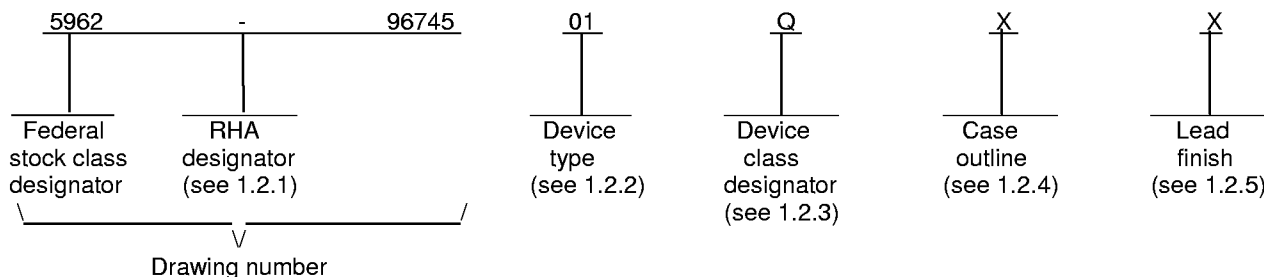 5962 - 96745 01 Q X X
Federal RHA Device Device Case Lead
stock class designator type class outline finish
designator (see 1.2.1) (see 1.2.2) designator (see 1.2.4) (see 1.2.5)
(see 1.2.3)
Drawing number